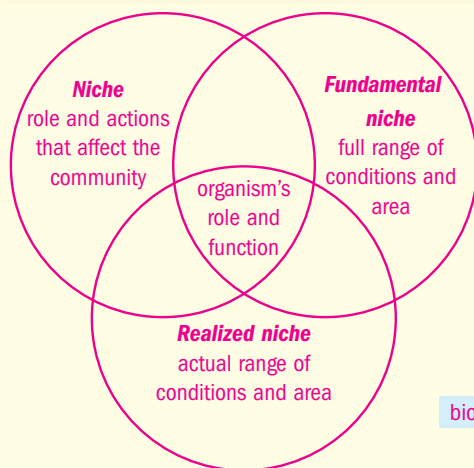 Niche
role and actions
that affect the
community
Fundamental
niche
full range of
conditions and
area
organism's
role and
function
Realized niche
actual range of
conditions and area